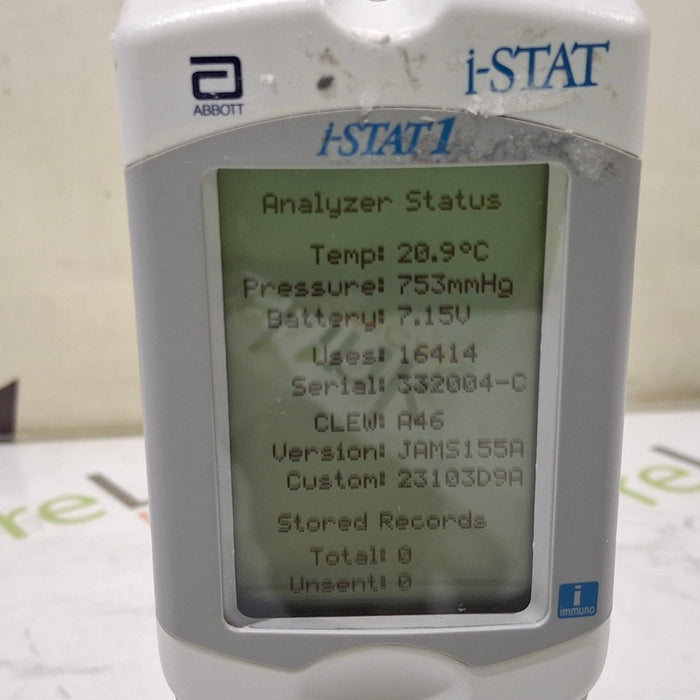 ABBOTT
i-STAT
i-STAT1
Analyzer Status
Temp: 20.9°C
Pressure: 753mmHg
Battery: 7.15V
Uses: 16414
Serial: 332004-C
CLEW: A46
Version: JAMS155A
Custom: 23103D9A
Stored Records
Total: 0
Unsent: 0
i
immuno